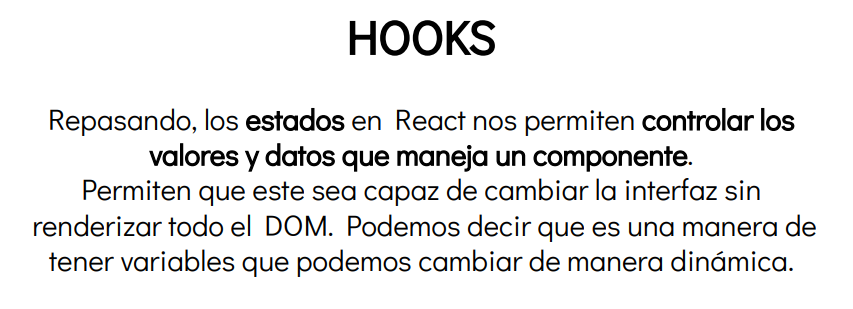 HOOKS
Repasando, los estados en React nos permiten controlar los
valores y datos que maneja un componente.
Permiten que este sea capaz de cambiar la interfaz sin
renderizar todo el DOM. Podemos decir que es una manera de
tener variables que podemos cambiar de manera dinámica.